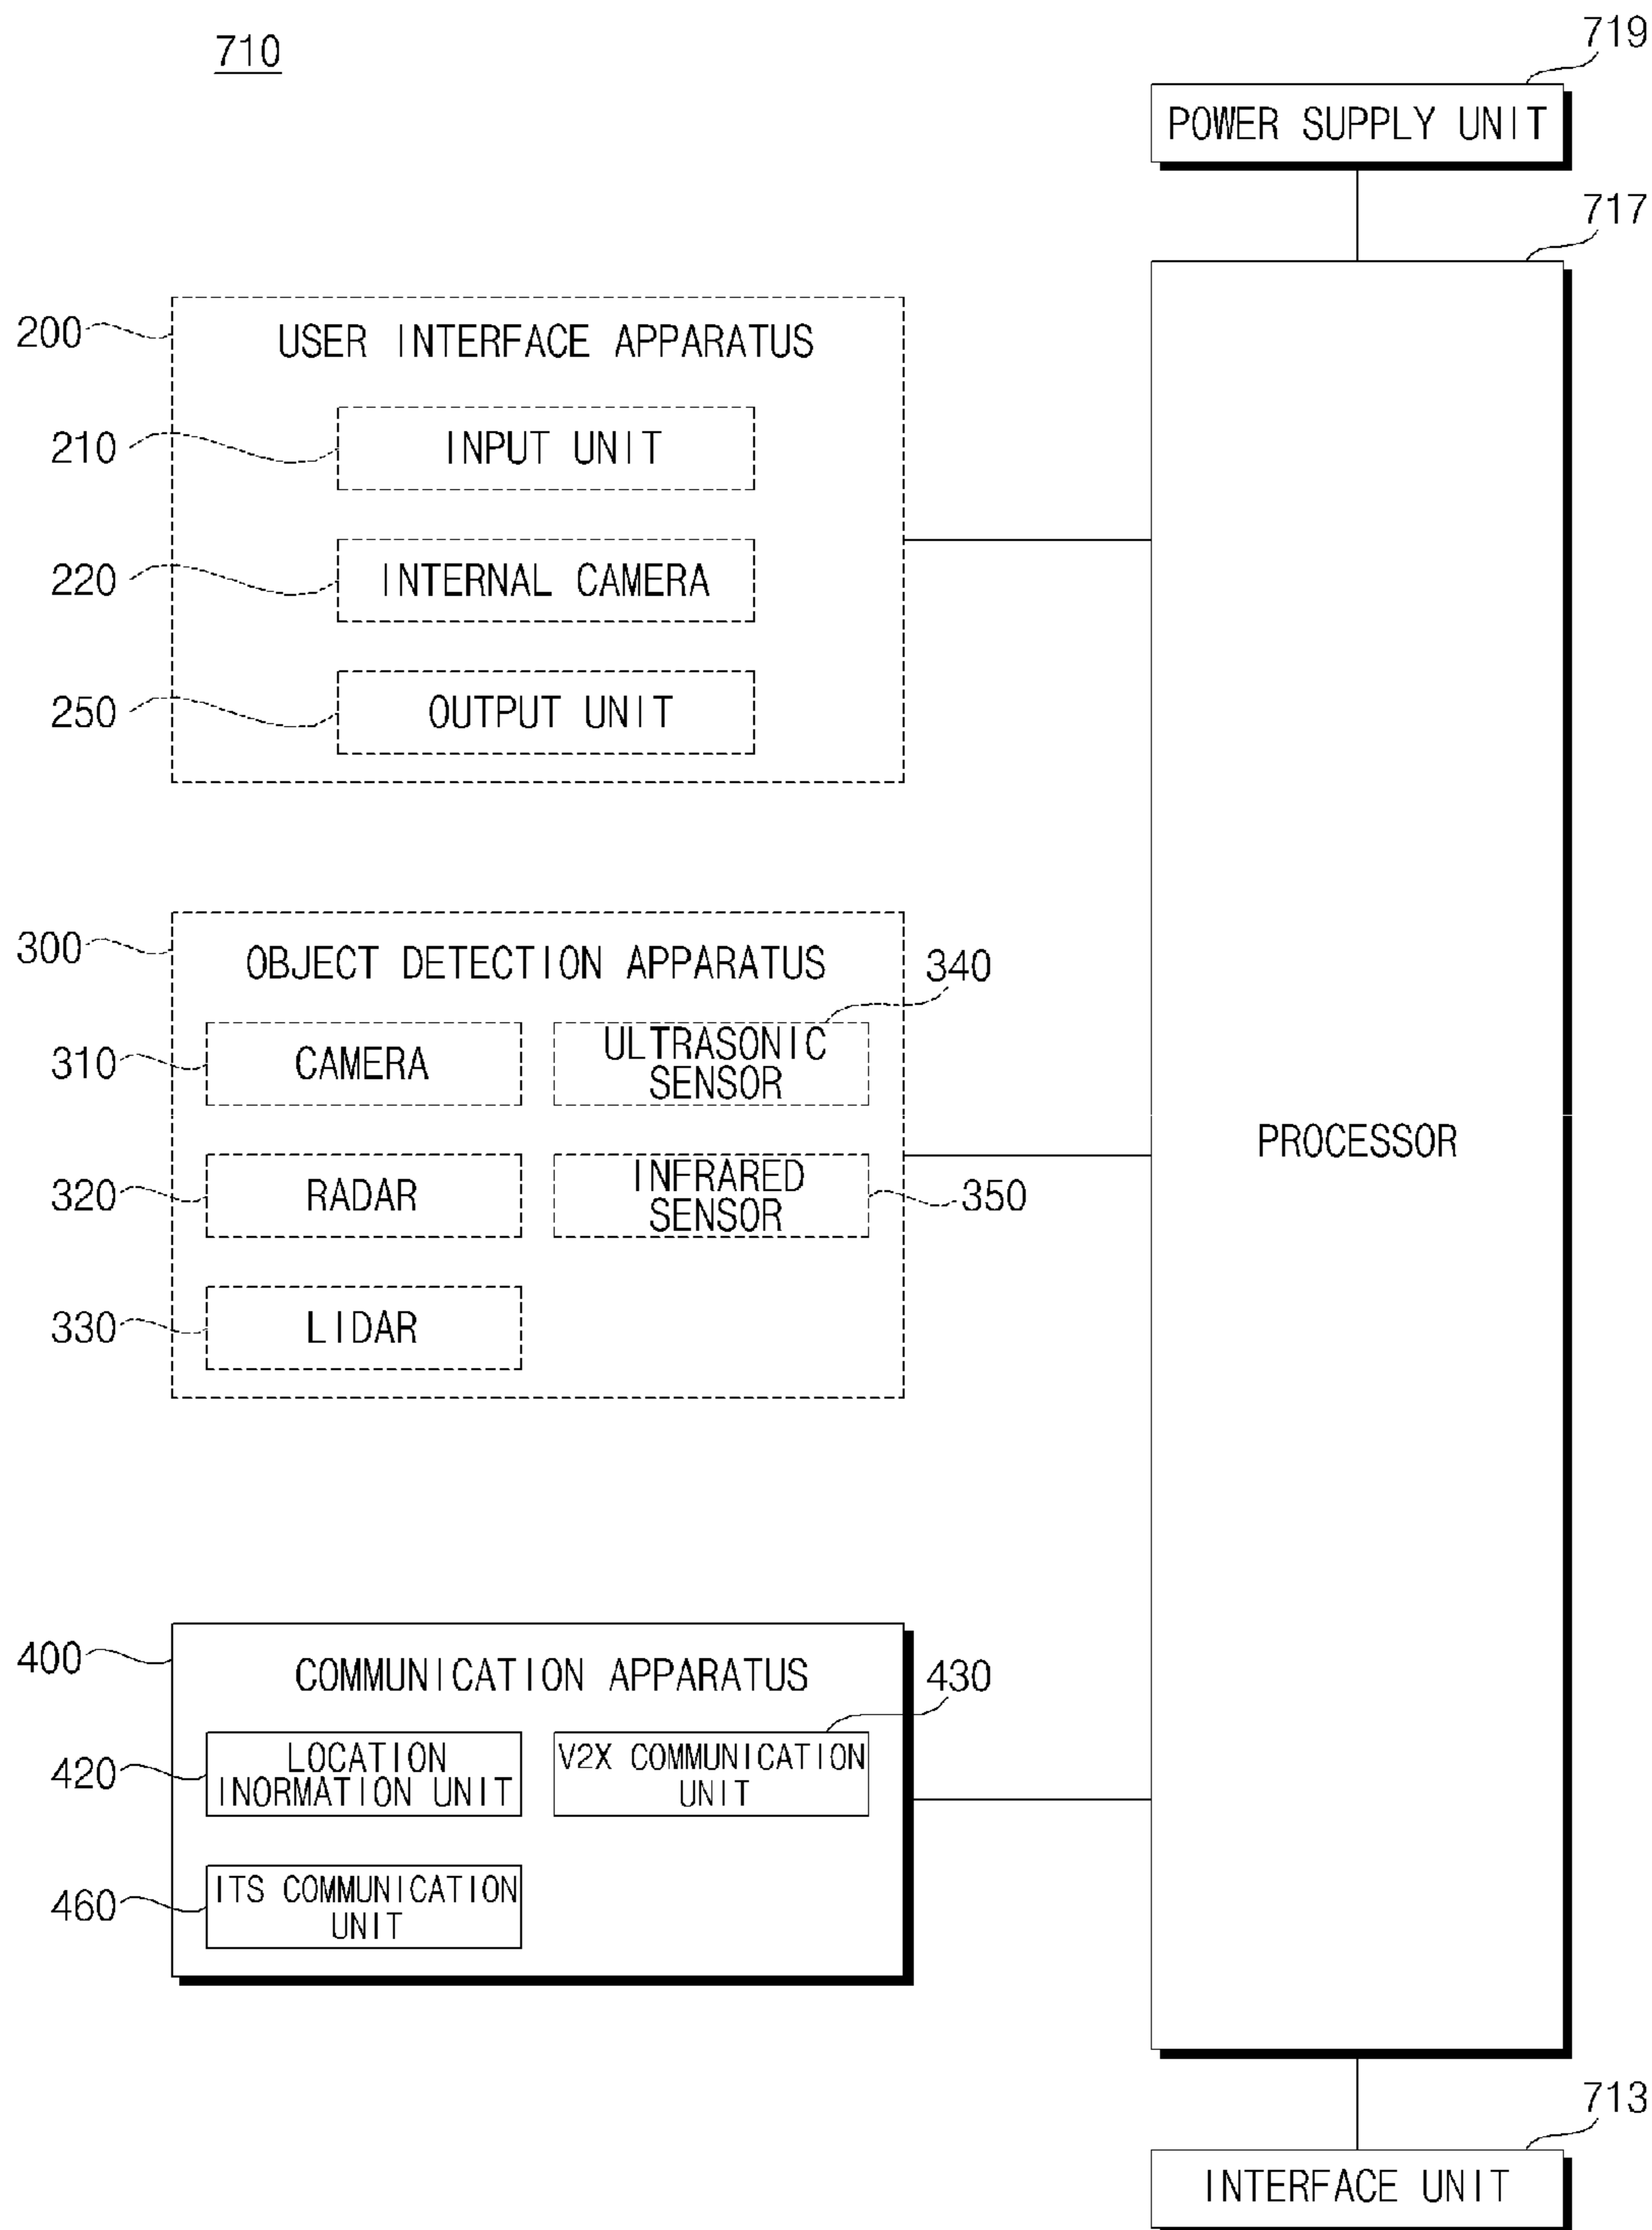 710
719
POWER SUPPLY UNIT
717
200
USER INTERFACE APPARATUS
210
INPUT UNIT
220
INTERNAL CAMERA
250
OUTPUT UNIT
300
OBJECT DETECTION APPARATUS
340
310
CAMERA
ULTRASONIC
SENSOR
PROCESSOR
320
RADAR
INFRARED
SENSOR
350
330
LIDAR
400
COMMUNICATION APPARATUS
430
420
LOCATION
INORMATION UNIT
V2X COMMUNICATION
UNIT
460
ITS COMMUNICATION
UNIT
713
INTERFACE UNIT